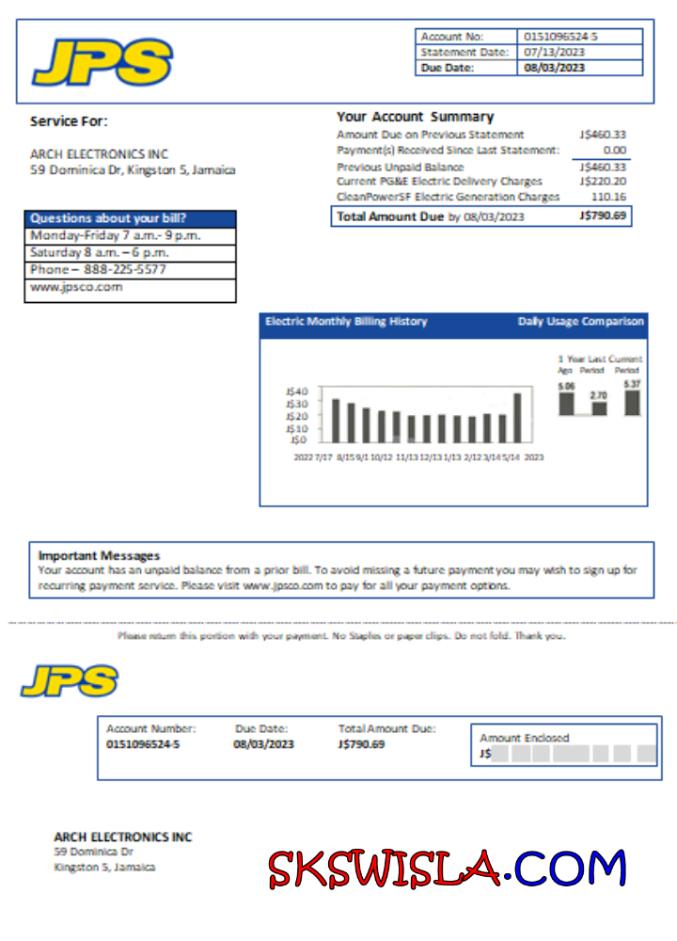 JPS
Account No: 0151096524-5
Statement Date: 07/13/2023
Due Date: 08/03/2023
Service For:
ARCH ELECTRONICS INC
59 Dominica Dr, Kingston 5, Jamaica
Your Account Summary
Amount Due on Previous Statement J$460.33
Payment(s) Received Since Last Statement: 0.00
Previous Unpaid Balance J$460.33
Current PG&E Electric Delivery Charges J$220.20
CleanPowerSF Electric Generation Charges 110.16
Total Amount Due by 08/03/2023 J$790.69
Questions about your bill?
Monday-Friday 7 a.m.- 9 p.m.
Saturday 8 a.m. – 6 p.m.
Phone – 888-225-5577
www.jpsco.com
Electric Monthly Billing History Daily Usage Comparison
1 Year Last Current
Ago Period Period
5.06 2.70 5.37
J$40
J$30
J$20
J$10
J$0
2022 7/17 8/15 9/1 10/12 11/13 12/13 1/13 2/12 3/14 5/14 2023
Important Messages
Your account has an unpaid balance from a prior bill. To avoid missing a future payment you may wish to sign up for
recurring payment service. Please visit www.jpsco.com to pay for all your payment options.
Please return this portion with your payment. No Staples or paper clips. Do not fold. Thank you.
JPS
Account Number: Due Date: Total Amount Due:
0151096524-5 08/03/2023 J$790.69
Amount Enclosed
J$
ARCH ELECTRONICS INC
59 Dominica Dr
Kingston 5, Jamaica
SKSWISLA.COM